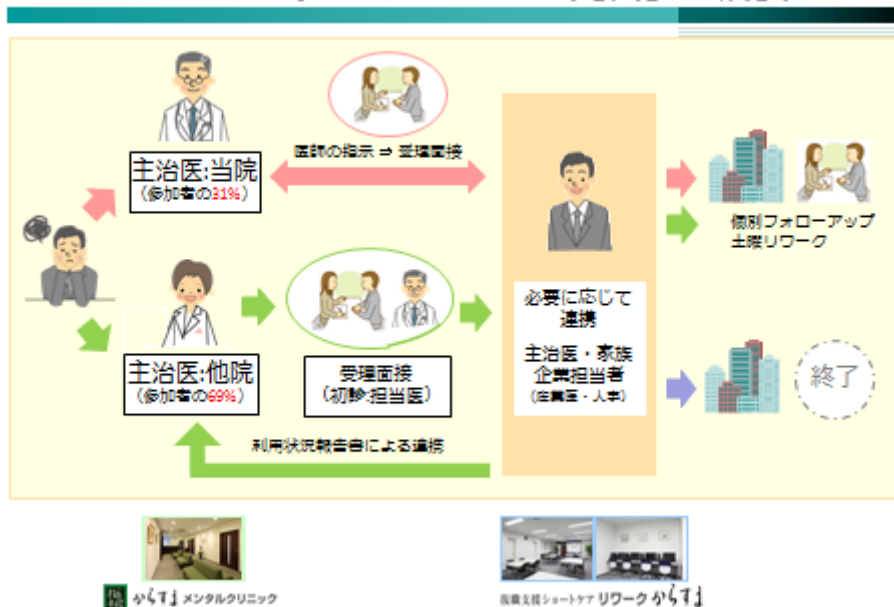 医師の指示 ⇒ 受理面接
主治医:当院
(参加者の31%)
個別フォローアップ
土曜リワーク
必要に応じて
連携
主治医・家族
企業担当者
(産業医・人事)
主治医:他院
(参加者の69%)
受理面接
(初診:担当医)
終了
利用状況報告書による連携
からすま メンタルクリニック
復職支援ショートケア リワーク からすま